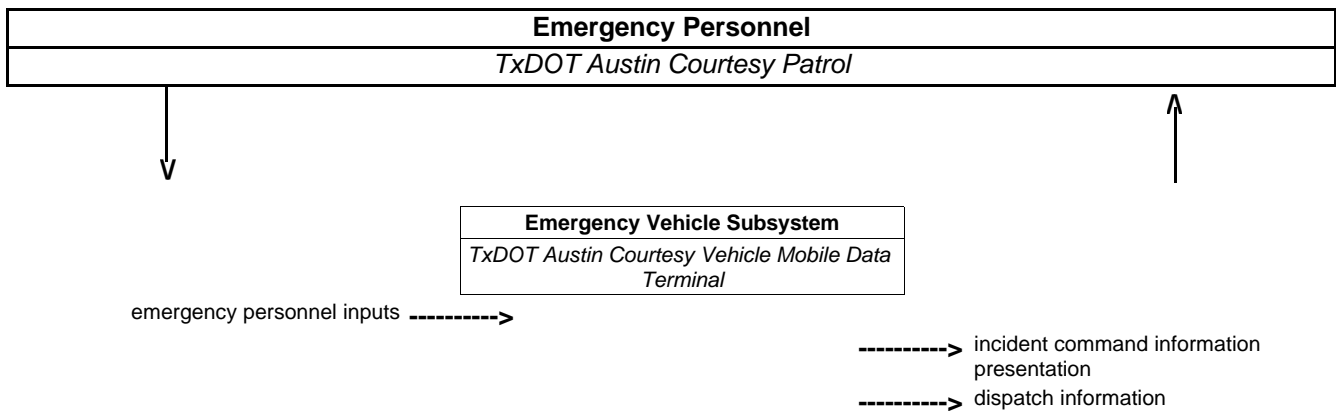 Emergency Personnel
TxDOT Austin Courtesy Patrol
Emergency Vehicle Subsystem
TxDOT Austin Courtesy Vehicle Mobile Data
Terminal
emergency personnel inputs ---------->
----------> incident command information
presentation
----------> dispatch information